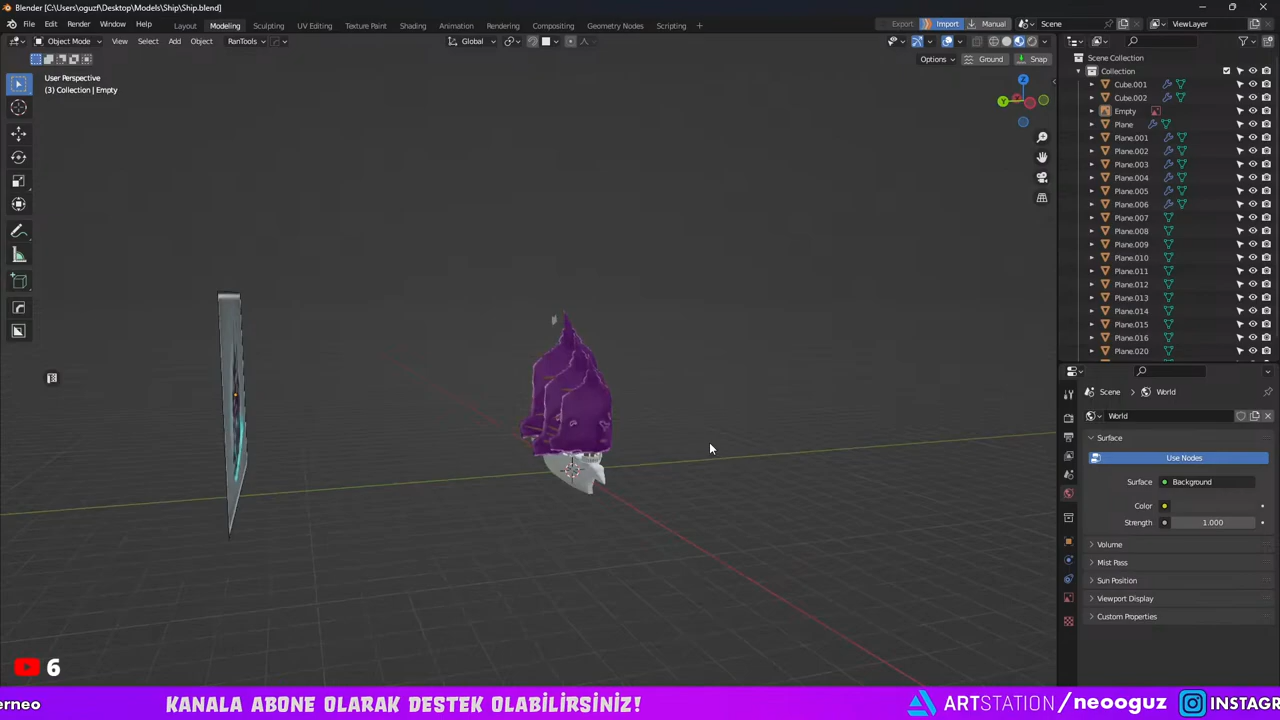 Blender [C:\Users\oguzf\Desktop\Models\Ship\Ship.blend]
File Edit Render Window Help Layout Modeling Sculpting UV Editing Texture Paint Shading Animation Rendering Compositing Geometry Nodes Scripting + Export Import Manual Scene ViewLayer
Object Mode View Select Add Object RanTools Global
Options Ground Snap
User Perspective
(3) Collection | Empty
Z
Y
Scene Collection
Collection
Cube.001
Cube.002
Empty
Plane
Plane.001
Plane.002
Plane.003
Plane.004
Plane.005
Plane.006
Plane.007
Plane.008
Plane.009
Plane.010
Plane.011
Plane.012
Plane.013
Plane.014
Plane.015
Plane.016
Plane.020
Scene > World
World
Surface
Use Nodes
Surface Background
Color
Strength 1.000
Volume
Mist Pass
Sun Position
Viewport Display
Custom Properties
6
erneo KANALA ABONE OLARAK DESTEK OLABİLİRSİNİZ! ARTSTATION/neooguz INSTAGR